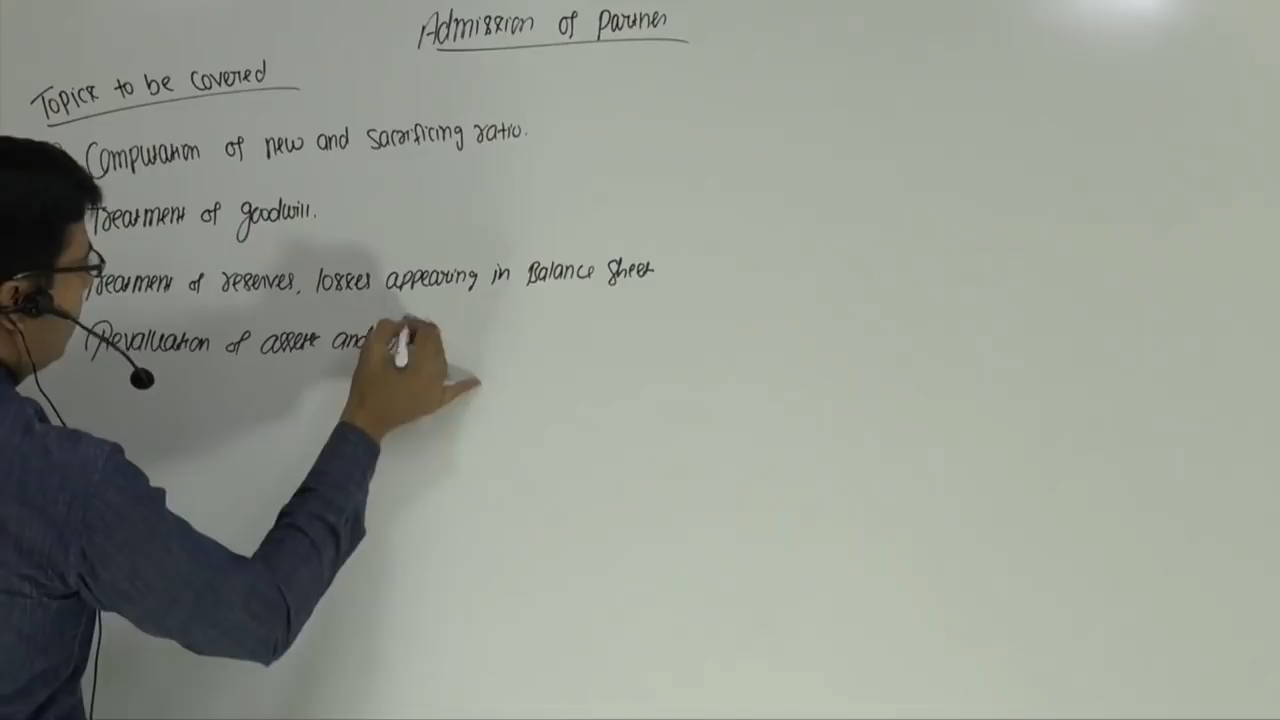 Admission of Partner
Topics to be covered
Computation of new and sacrificing ratio.
Treatment of goodwill.
Treatment of reserves, losses appearing in Balance Sheet
Revaluation of assets and